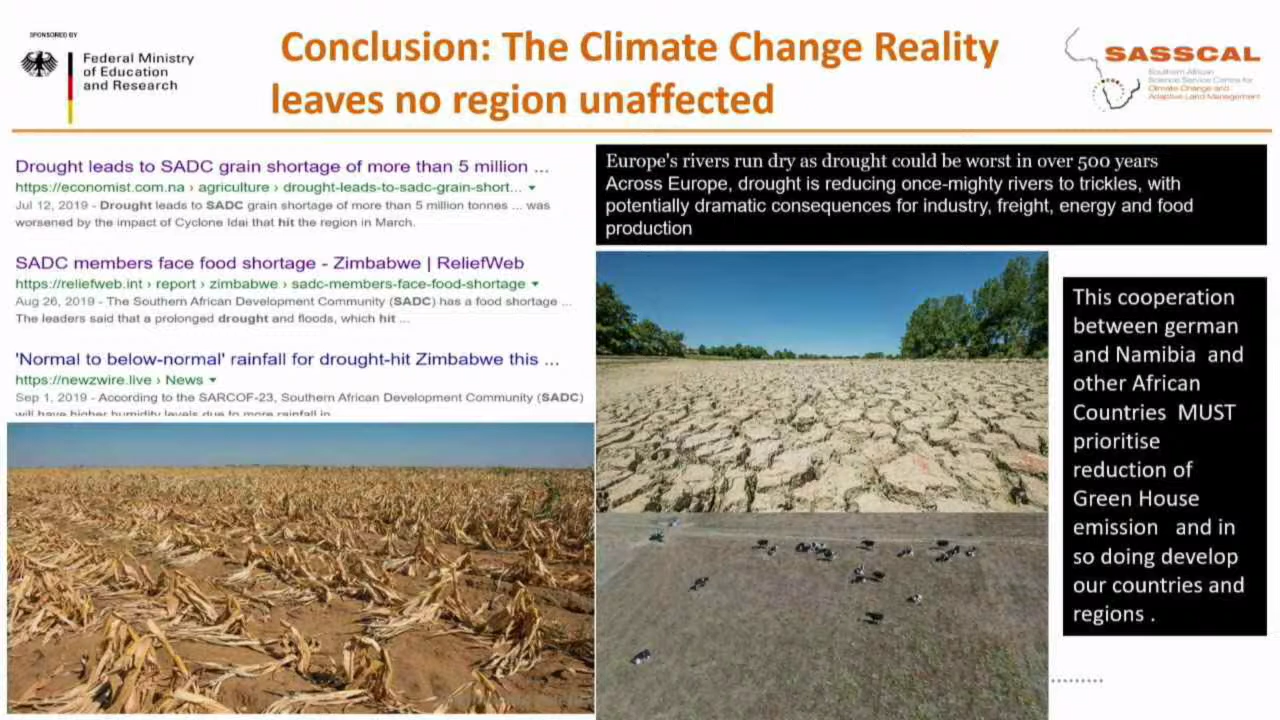 SPONSORED BY
Federal Ministry
of Education
and Research
Conclusion: The Climate Change Reality
leaves no region unaffected
SASSCAL
Southern African
Science Service Centre for
Climate Change and
Adaptive Land Management
Drought leads to SADC grain shortage of more than 5 million ...
https://economist.com.na › agriculture › drought-leads-to-sadc-grain-short...
Jul 12, 2019 - Drought leads to SADC grain shortage of more than 5 million tonnes ... was
worsened by the impact of Cyclone Idai that hit the region in March.
SADC members face food shortage - Zimbabwe | ReliefWeb
https://reliefweb.int › report › zimbabwe › sadc-members-face-food-shortage
Aug 26, 2019 - The Southern African Development Community (SADC) has a food shortage ...
The leaders said that a prolonged drought and floods, which hit ...
'Normal to below-normal' rainfall for drought-hit Zimbabwe this ...
https://newzwire.live › News
Sep 1, 2019 - According to the SARCOF-23, Southern African Development Community (SADC)
will have higher humidity levels due to more rainfall in
Europe's rivers run dry as drought could be worst in over 500 years
Across Europe, drought is reducing once-mighty rivers to trickles, with
potentially dramatic consequences for industry, freight, energy and food
production
This cooperation
between german
and Namibia and
other African
Countries MUST
prioritise
reduction of
Green House
emission and in
so doing develop
our countries and
regions .
.........